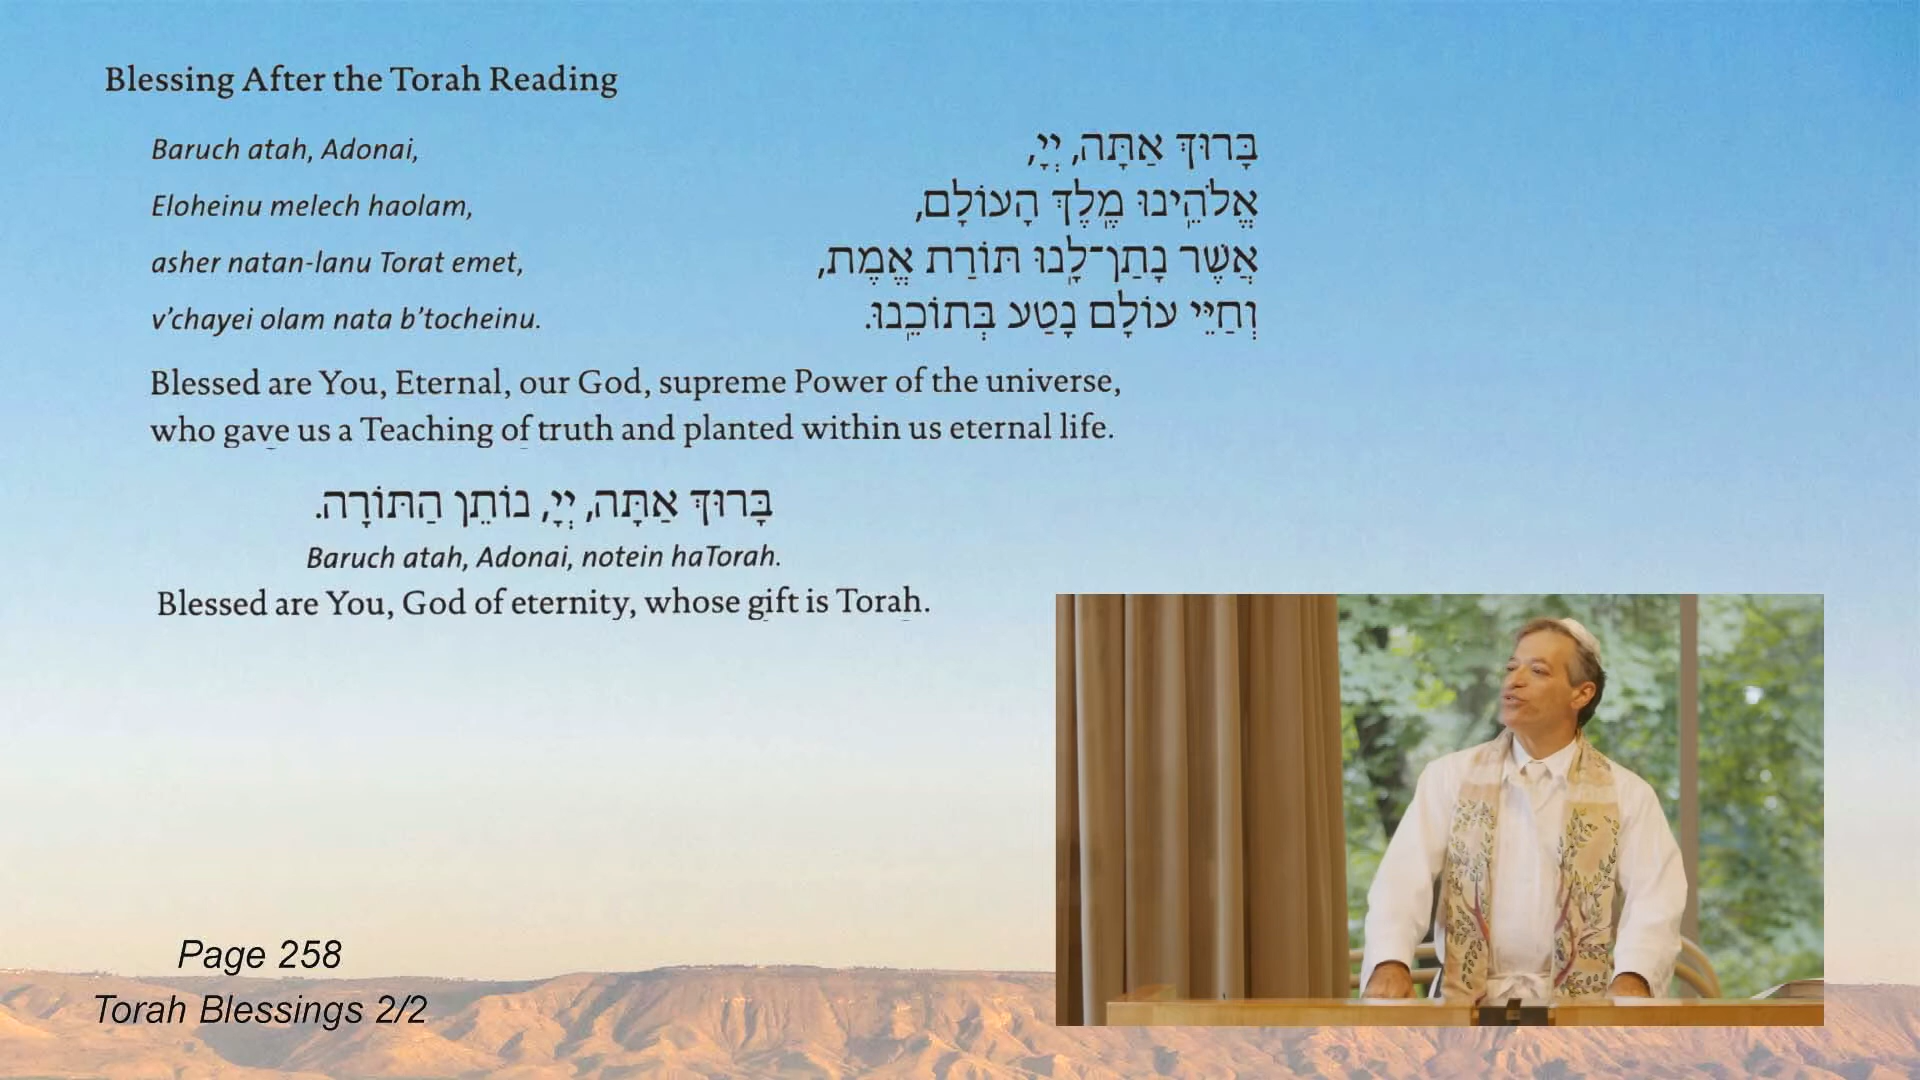 Blessing After the Torah Reading
Baruch atah, Adonai,
Eloheinu melech haolam,
asher natan-lanu Torat emet,
v’chayei olam nata b’tocheinu.
בָּרוּךְ אַתָּה, יְיָ,
אֱלֹהֵֽינוּ מֶֽלֶךְ הָעוֹלָם,
אֲשֶׁר נָתַן־לָֽנוּ תּוֹרַת אֱמֶת,
וְחַיֵּי עוֹלָם נָטַע בְּתוֹכֵֽנוּ.
Blessed are You, Eternal, our God, supreme Power of the universe,
who gave us a Teaching of truth and planted within us eternal life.
בָּרוּךְ אַתָּה, יְיָ, נוֹתֵן הַתּוֹרָה.
Baruch atah, Adonai, notein haTorah.
Blessed are You, God of eternity, whose gift is Torah.
Page 258
Torah Blessings 2/2